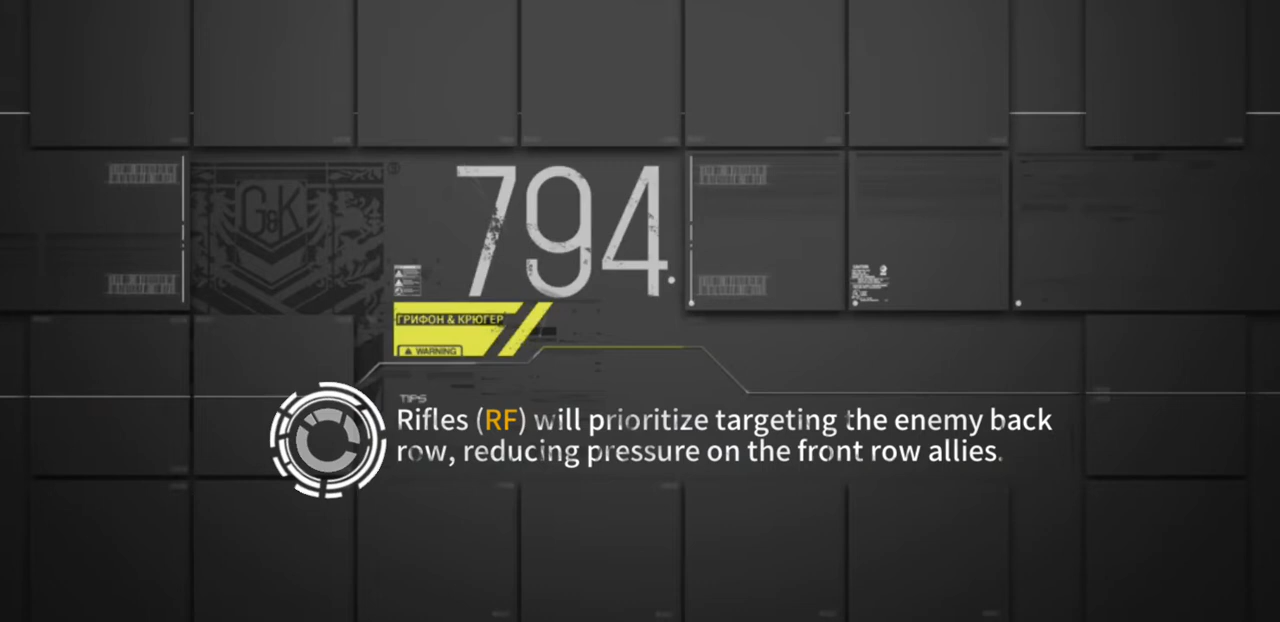 G&K
794.
ГРИФОН & КРЮГЕР
WARNING
TIPS
Rifles (RF) will prioritize targeting the enemy back
row, reducing pressure on the front row allies.
CAUTION